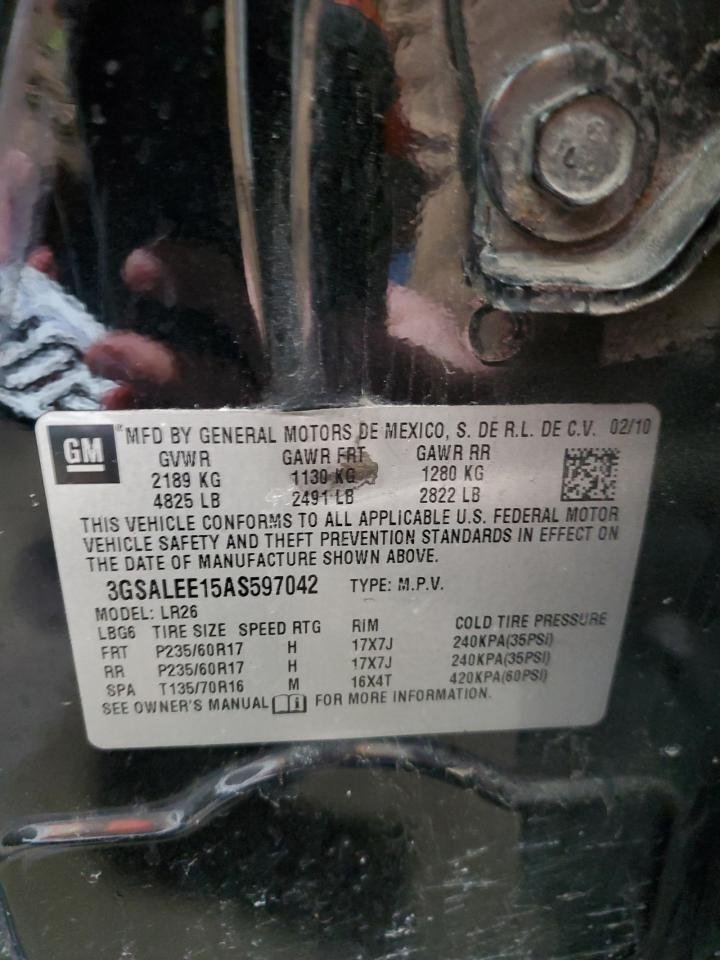 GM
MFD BY GENERAL MOTORS DE MEXICO, S. DE R.L. DE C.V. 02/10
GVWR GAWR FRT GAWR RR
2189 KG 1130 KG 1280 KG
4825 LB 2491 LB 2822 LB
THIS VEHICLE CONFORMS TO ALL APPLICABLE U.S. FEDERAL MOTOR
VEHICLE SAFETY AND THEFT PREVENTION STANDARDS IN EFFECT ON
THE DATE OF MANUFACTURE SHOWN ABOVE.
3GSALEE15AS597042 TYPE: M.P.V.
MODEL: LR26
LBG6 TIRE SIZE SPEED RTG RIM COLD TIRE PRESSURE
FRT P235/60R17 H 17X7J 240KPA(35PSI)
RR P235/60R17 H 17X7J 240KPA(35PSI)
SPA T135/70R16 M 16X4T 420KPA(60PSI)
SEE OWNER'S MANUAL FOR MORE INFORMATION.